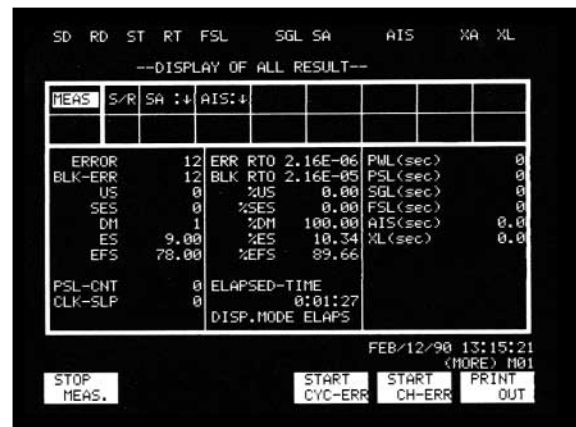 SD RD ST RT FSL SGL SA AIS XA XL
--DISPLAY OF ALL RESULT--
MEAS S/R SA :↓ AIS:↓
ERROR 12 ERR RTO 2.16E-06 PWL(sec) 0
BLK-ERR 12 BLK RTO 2.16E-05 PSL(sec) 0
US 0 %US 0.00 SGL(sec) 0
SES 0 %SES 0.00 FSL(sec) 0
DM 1 %DM 100.00 AIS(sec) 0.0
ES 9.00 %ES 10.34 XL(sec) 0.0
EFS 78.00 %EFS 89.66
PSL-CNT 0 ELAPSED-TIME
CLK-SLP 0 0:01:27
DISP.MODE ELAPS
FEB/12/90 13:15:21
(MORE) M01
STOP START START PRINT
MEAS. CYC-ERR CH-ERR OUT